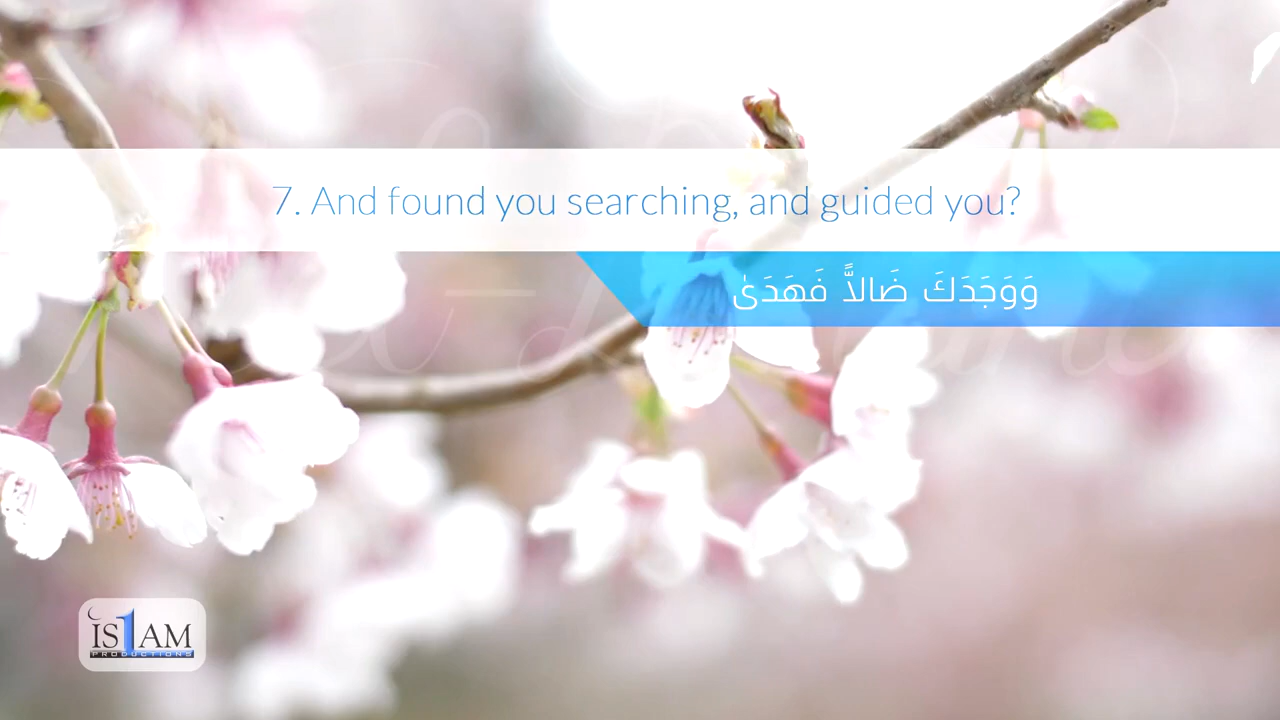 7. And found you searching, and guided you?
وَوَجَدَكَ ضَالًّا فَهَدَىٰ
IS1AM
PRODUCTIONS